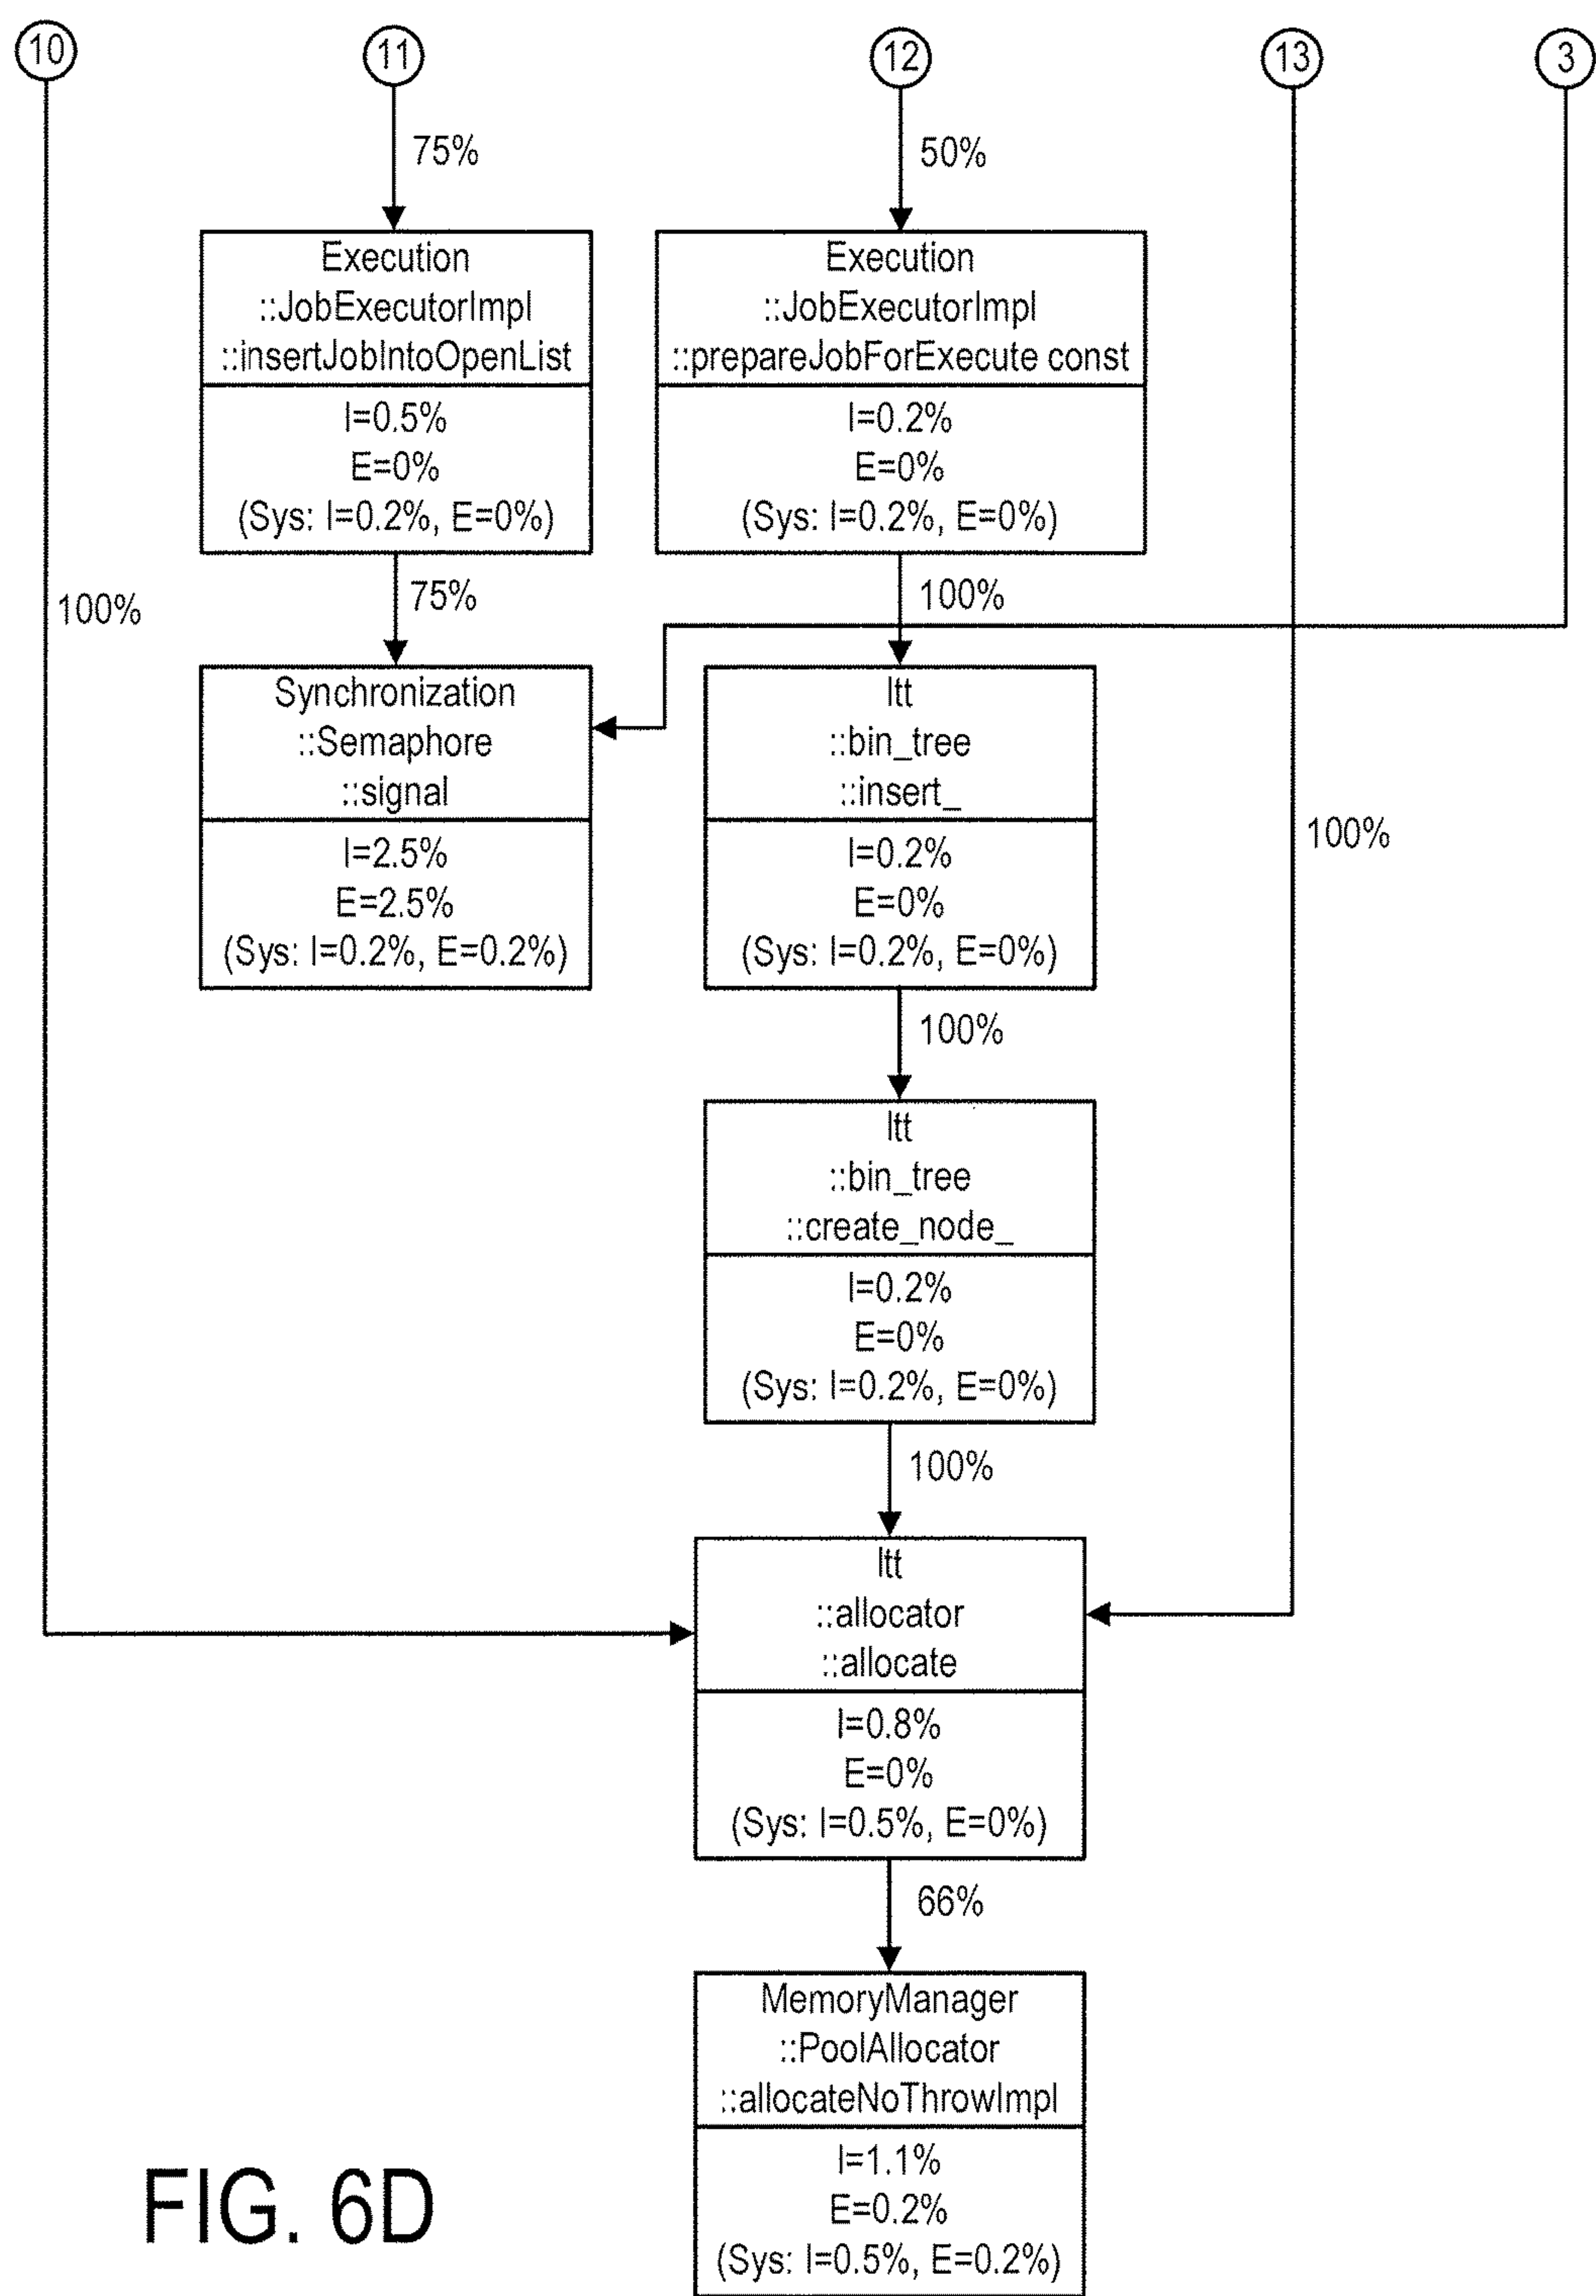 10
11
12
13
3
75%
50%
Execution
::JobExecutorImpl
::insertJobIntoOpenList
I=0.5%
E=0%
(Sys: I=0.2%, E=0%)
Execution
::JobExecutorImpl
::prepareJobForExecute const
I=0.2%
E=0%
(Sys: I=0.2%, E=0%)
100%
75%
100%
Synchronization
::Semaphore
::signal
I=2.5%
E=2.5%
(Sys: I=0.2%, E=0.2%)
ltt
::bin_tree
::insert_
I=0.2%
E=0%
(Sys: I=0.2%, E=0%)
100%
100%
ltt
::bin_tree
::create_node_
I=0.2%
E=0%
(Sys: I=0.2%, E=0%)
100%
ltt
::allocator
::allocate
I=0.8%
E=0%
(Sys: I=0.5%, E=0%)
66%
MemoryManager
::PoolAllocator
::allocateNoThrowImpl
I=1.1%
E=0.2%
(Sys: I=0.5%, E=0.2%)
FIG. 6D